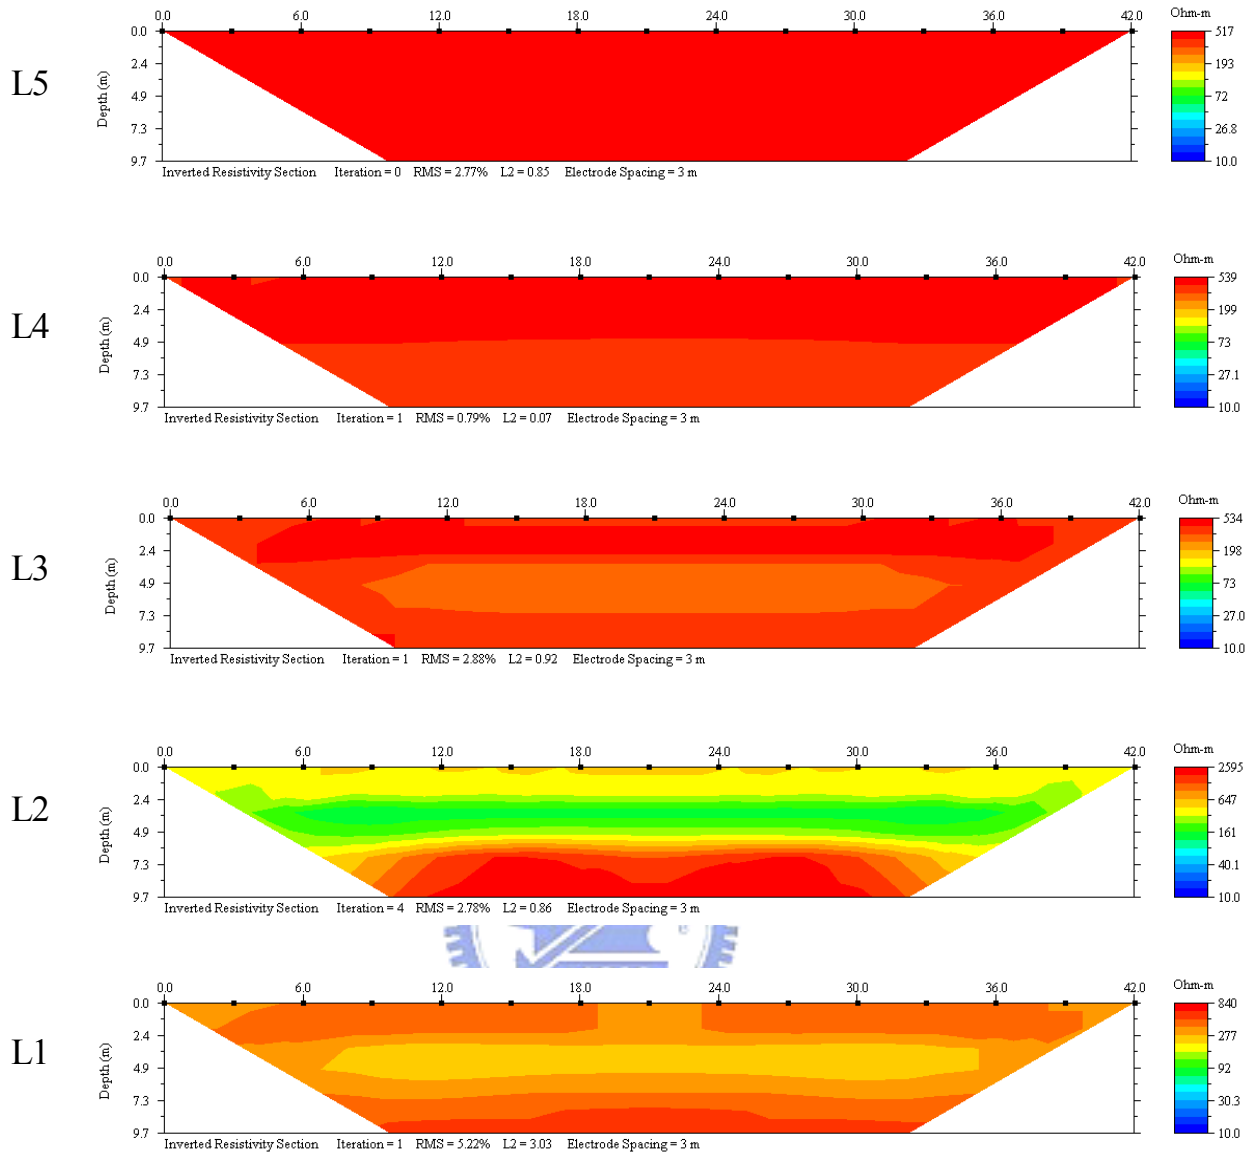 0.0 6.0 12.0 18.0 24.0 30.0 36.0 42.0
Ohm-m
L5
Depth (m)
0.0
2.4
4.9
7.3
9.7
517
193
72
26.8
10.0
Inverted Resistivity Section Iteration = 0 RMS = 2.77% L2 = 0.85 Electrode Spacing = 3 m
0.0 6.0 12.0 18.0 24.0 30.0 36.0 42.0
Ohm-m
L4
Depth (m)
0.0
2.4
4.9
7.3
9.7
539
199
73
27.1
10.0
Inverted Resistivity Section Iteration = 1 RMS = 0.79% L2 = 0.07 Electrode Spacing = 3 m
0.0 6.0 12.0 18.0 24.0 30.0 36.0 42.0
Ohm-m
L3
Depth (m)
0.0
2.4
4.9
7.3
9.7
534
198
73
27.0
10.0
Inverted Resistivity Section Iteration = 1 RMS = 2.88% L2 = 0.92 Electrode Spacing = 3 m
0.0 6.0 12.0 18.0 24.0 30.0 36.0 42.0
Ohm-m
L2
Depth (m)
0.0
2.4
4.9
7.3
9.7
2595
647
161
40.1
10.0
Inverted Resistivity Section Iteration = 4 RMS = 2.78% L2 = 0.86 Electrode Spacing = 3 m
0.0 6.0 12.0 18.0 24.0 30.0 36.0 42.0
Ohm-m
L1
Depth (m)
0.0
2.4
4.9
7.3
9.7
840
277
92
30.3
10.0
Inverted Resistivity Section Iteration = 1 RMS = 5.22% L2 = 3.03 Electrode Spacing = 3 m